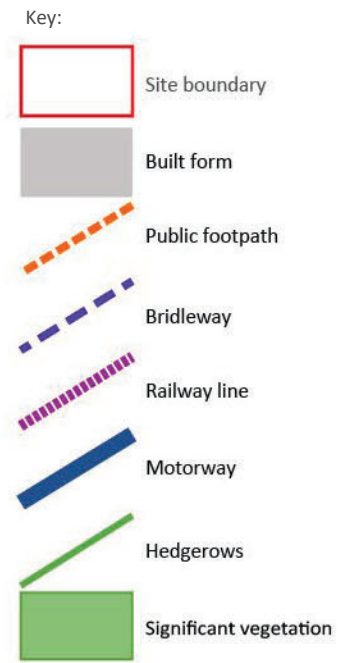 Key:
Site boundary
Built form
Public footpath
Bridleway
Railway line
Motorway
Hedgerows
Significant vegetation